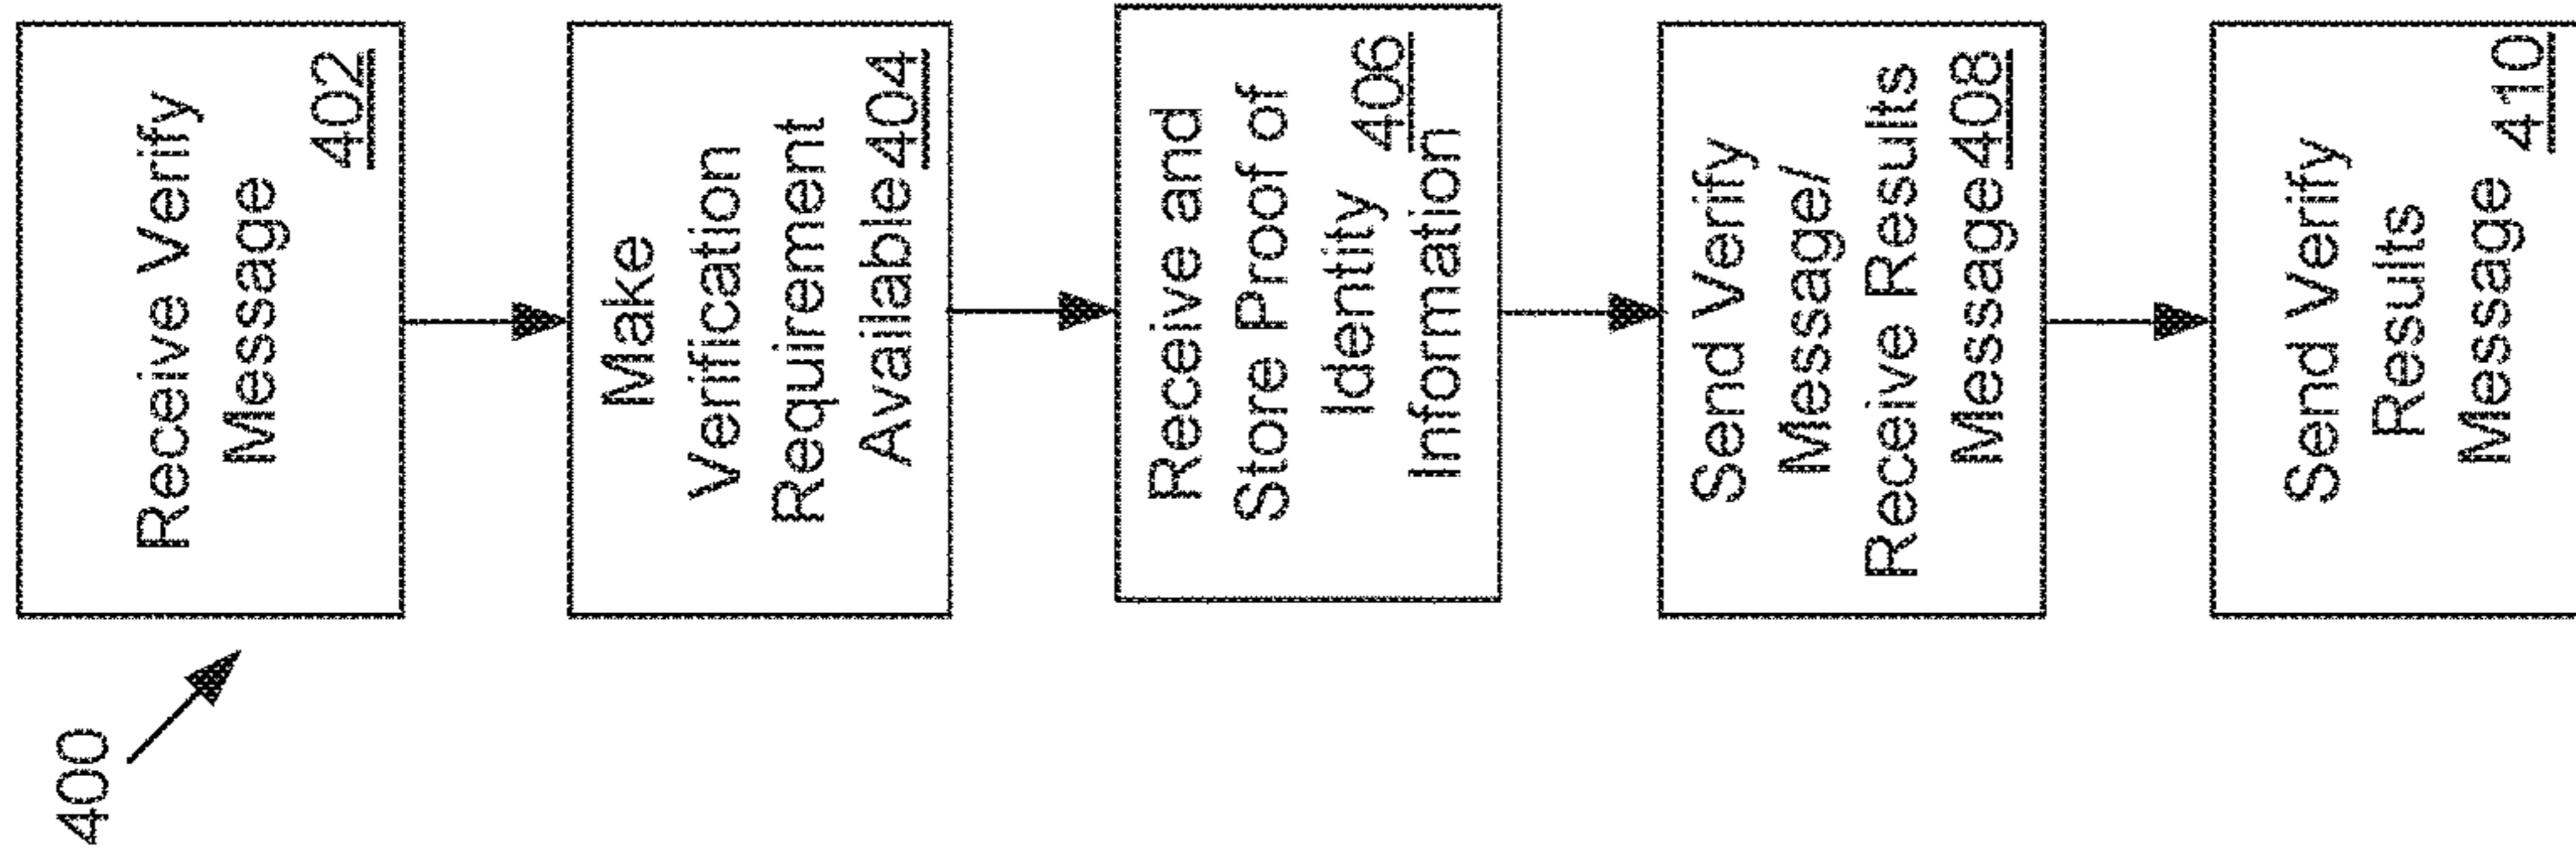 400
Receive Verify
Message
402
Make
Verification
Requirement
Available 404
Receive and
Store Proof of
Identity 406
Information
Send Verify
Message/
Receive Results
Message 408
Send Verify
Results
Message 410